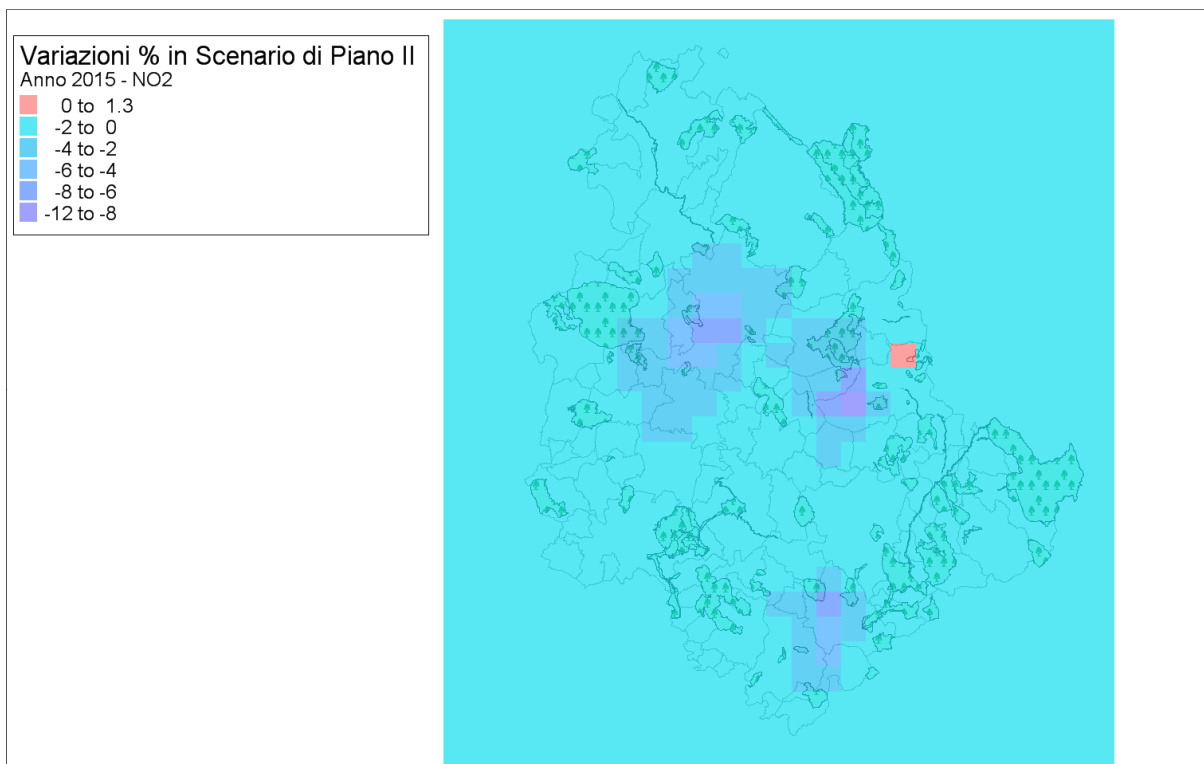 Variazioni % in Scenario di Piano II
Anno 2015 - NO2
0 to 1.3
-2 to 0
-4 to -2
-6 to -4
-8 to -6
-12 to -8